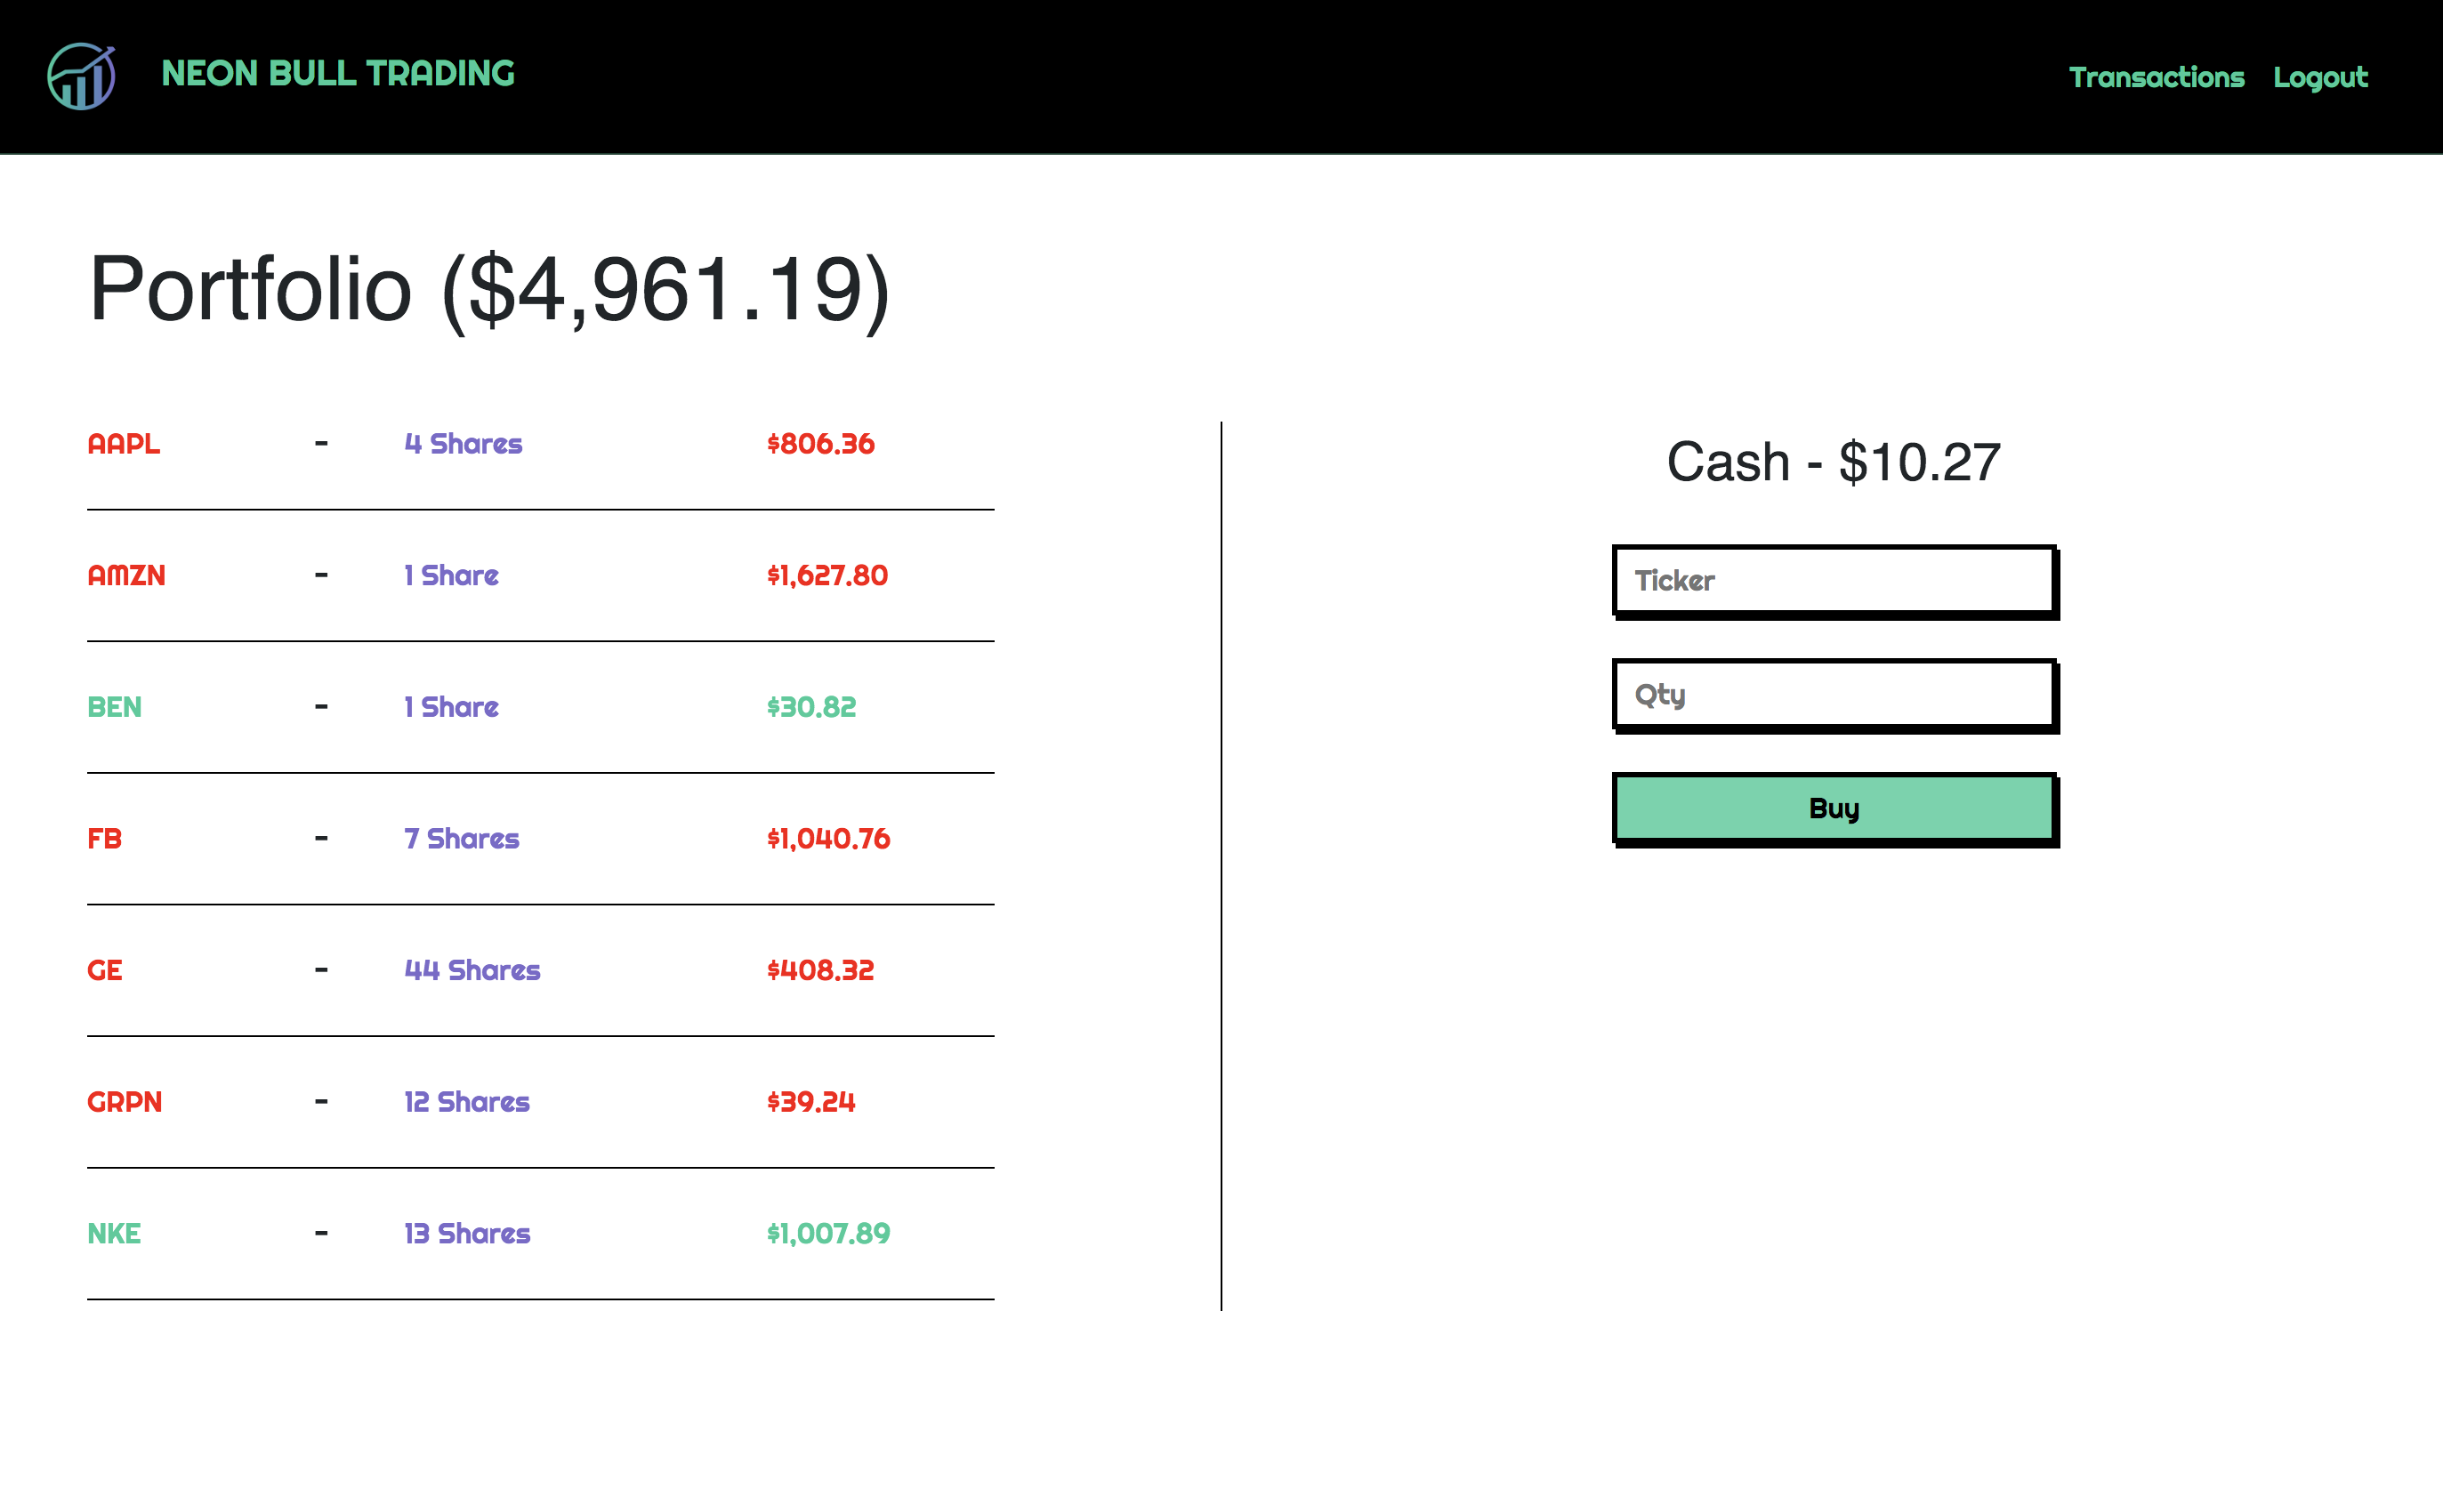 NEON BULL TRADING
Transactions Logout
Portfolio ($4,961.19)
AAPL - 4 Shares $806.36
AMZN - 1 Share $1,627.80
BEN - 1 Share $30.82
FB - 7 Shares $1,040.76
GE - 44 Shares $408.32
GRPN - 12 Shares $39.24
NKE - 13 Shares $1,007.89
Cash - $10.27
Ticker
Qty
Buy